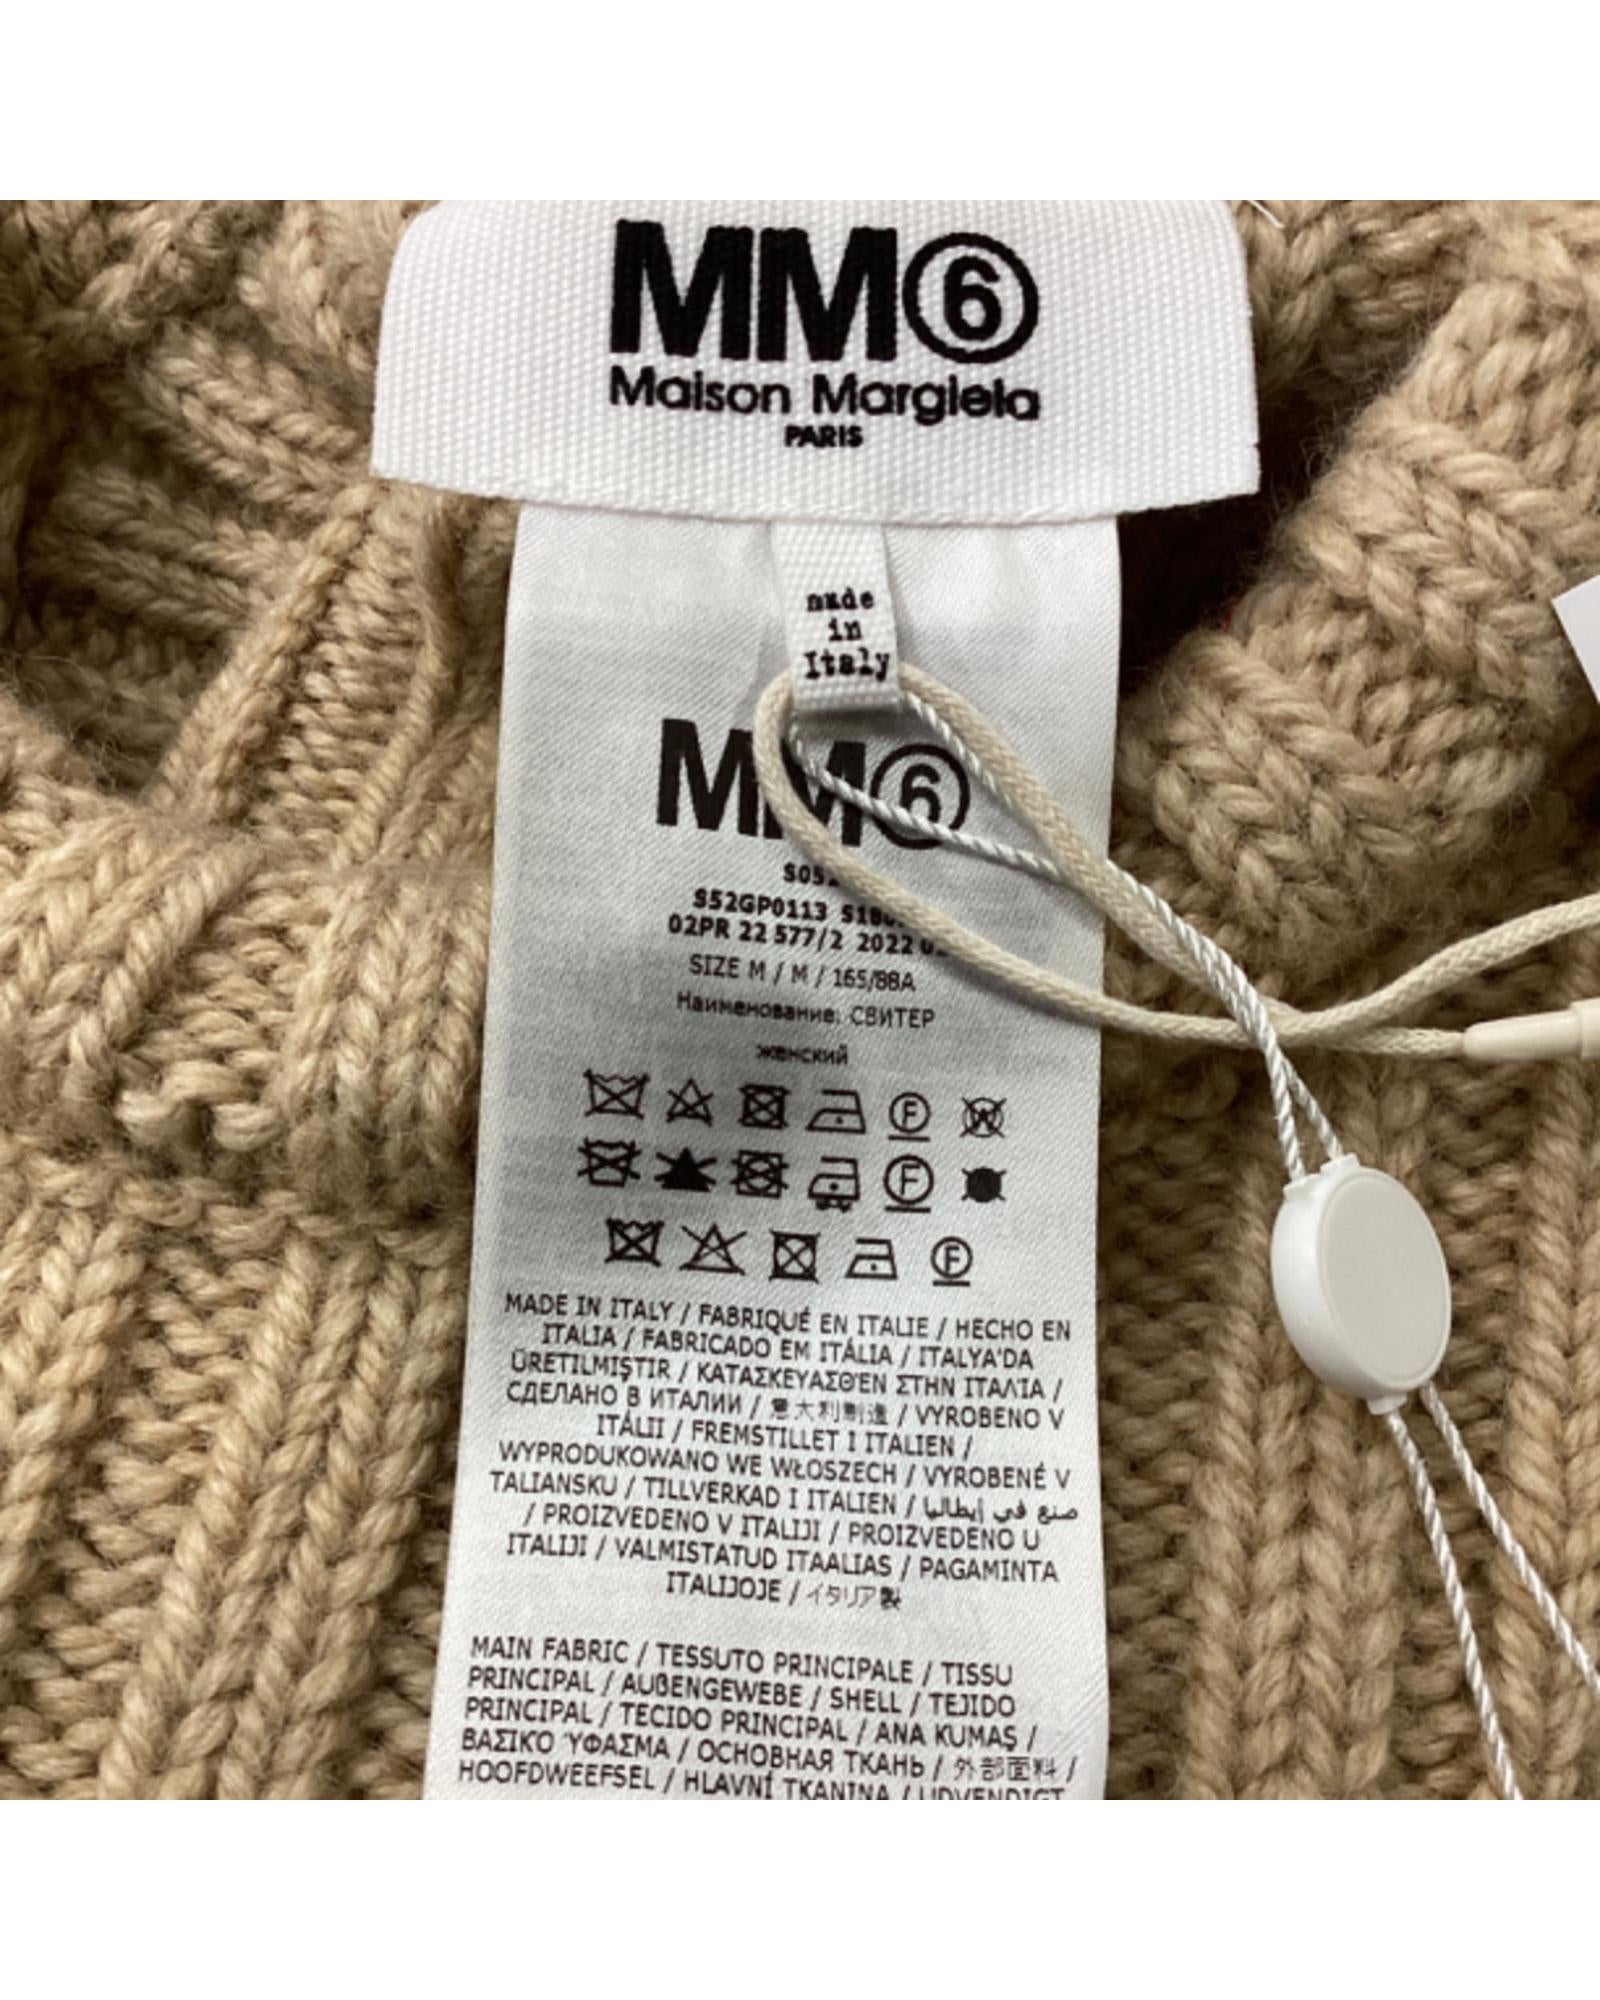 MM⑥
Maison Margiela
PARIS
made
in
Italy
MM⑥
S52GP0113
02PR 22 577/2 2022
SIZE M / M / 165/88A
Наименование: СВИТЕР
женский
F W
F
F
MADE IN ITALY / FABRIQUÉ EN ITALIE / HECHO EN
ITALIA / FABRICADO EM ITÁLIA / ITALYA'DA
ÜRETILMIŞTIR / ΚΑΤΑΣΚΕΥΑΣΘΈΝ ΣΤΗΝ ΙΤΑΛΊΑ /
СДЕЛАНО В ИТАЛИИ / 意大利制造 / VYROBENO V
ITÁLII / FREMSTILLET I ITALIEN /
WYPRODUKOWANO WE WŁOSZECH / VYROBENÉ V
TALIANSKU / TILLVERKAD I ITALIEN / صنع في إيطاليا
/ PROIZVEDENO V ITALIJI / PROIZVEDENO U
ITALIJI / VALMISTATUD ITAALIAS / PAGAMINTA
ITALIJOJE / イタリア製
MAIN FABRIC / TESSUTO PRINCIPALE / TISSU
PRINCIPAL / AUßENGEWEBE / SHELL / TEJIDO
PRINCIPAL / TECIDO PRINCIPAL / ANA KUMAŞ /
ΒΑΣΙΚΌ ΎΦΑΣΜΑ / ОСНОВНАЯ ТКАНЬ / 外部面料 /
HOOFDWEEFSEL / HLAVNÍ TKANINA / UDVENDIGT